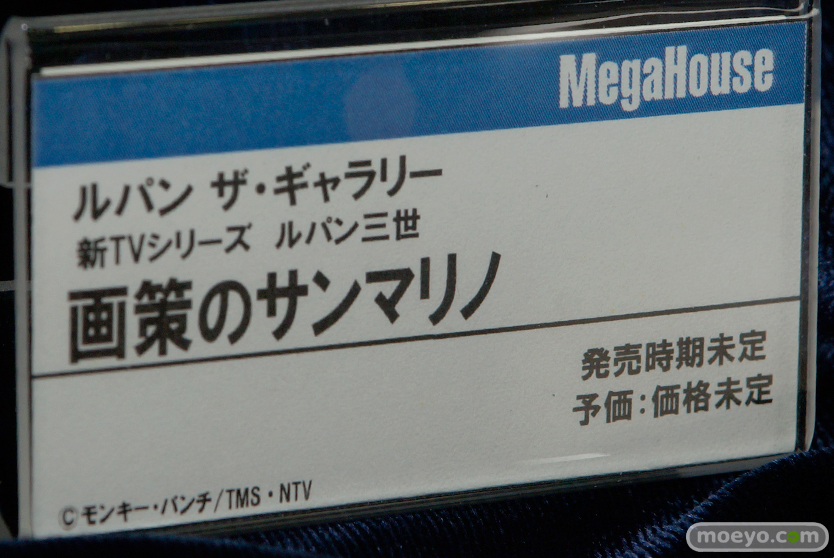 MegaHouse
ルパン ザ・ギャラリー
新TVシリーズ ルパン三世
画策のサンマリノ
発売時期未定
予価:価格未定
©モンキー・パンチ/TMS・NTV
moeyo.com